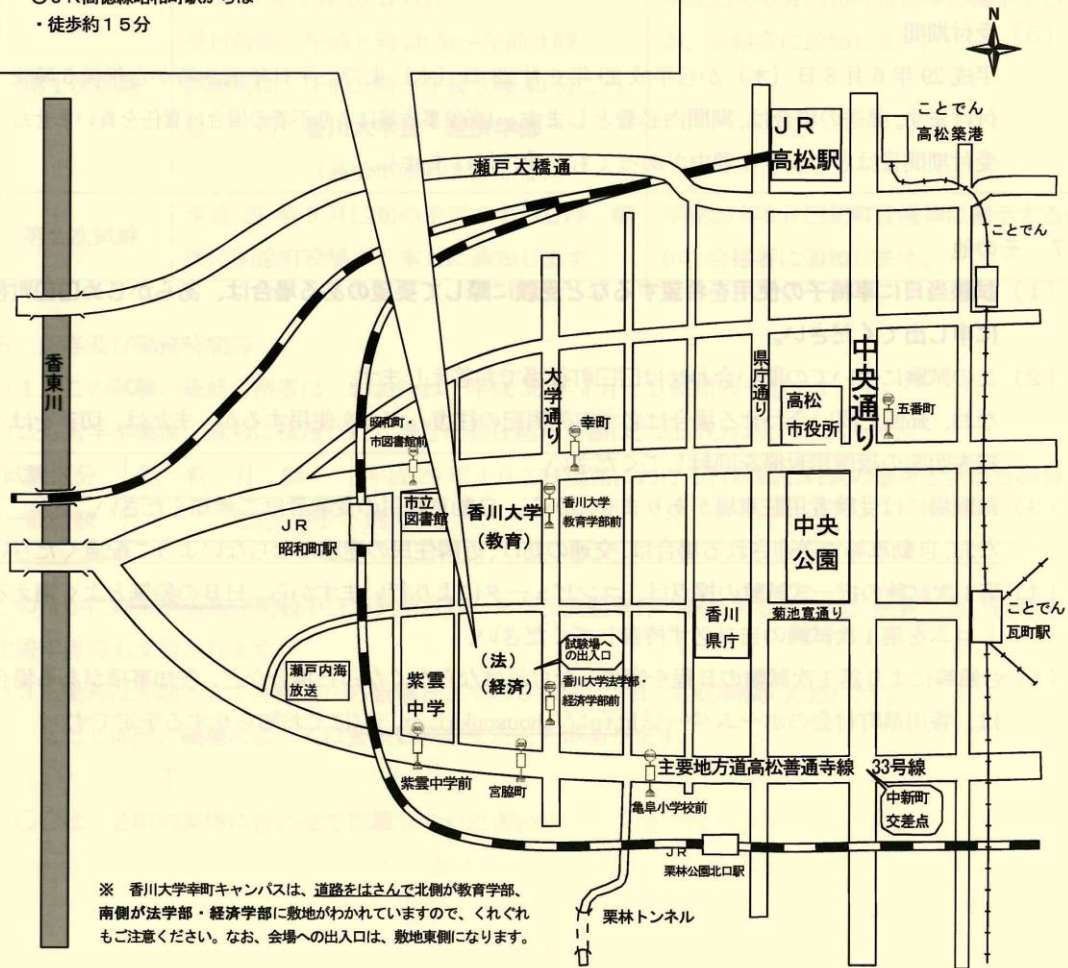 ・徒歩約15分
N
JR
高松駅
ことでん
高松築港
瀬戸大橋通
ことでん
香東川
大学通り
県庁通り
中央通り
高松
市役所
五番町
幸町
昭和町・
市図書館前
市立
図書館
香川大学
(教育)
香川大学
教育学部前
JR
昭和町駅
中央
公園
香川
県庁
菊池寛通り
ことでん
瓦町駅
瀬戸内海
放送
紫雲
中学
(法)
(経済)
試験場へ
の出入口
香川大学法学部・
経済学部前
紫雲中学前
宮脇町
亀阜小学校前
主要地方道高松善通寺線 33号線
中新町
交差点
JR
栗林公園北口駅
栗林トンネル
※ 香川大学幸町キャンパスは、道路をはさんで北側が教育学部、
南側が法学部・経済学部に敷地がわかれていますので、くれぐれ
もご注意ください。なお、会場への出入口は、敷地東側になります。